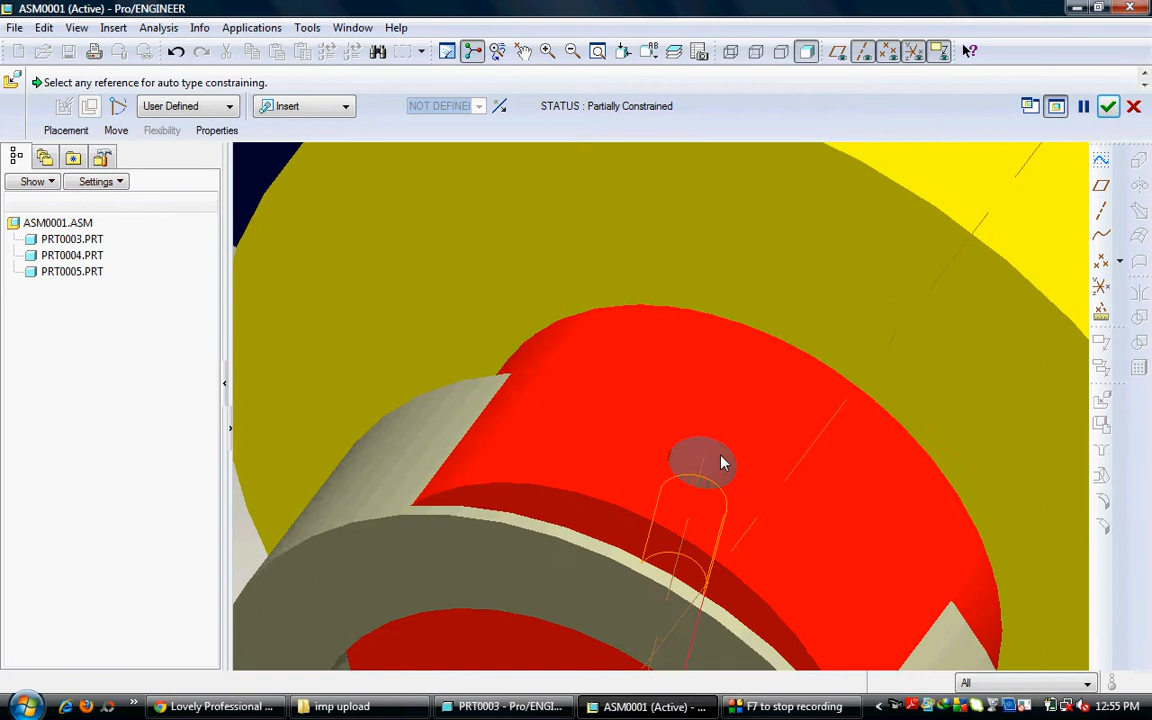 ASM0001 (Active) - Pro/ENGINEER
File Edit View Insert Analysis Info Applications Tools Window Help
Select any reference for auto type constraining.
User Defined Insert NOT DEFINE STATUS : Partially Constrained
Placement Move Flexibility Properties
Show Settings
ASM0001.ASM
PRT0003.PRT
PRT0004.PRT
PRT0005.PRT
All
Lovely Professional ... imp upload PRT0003 - Pro/ENGI... ASM0001 (Active) - ... F7 to stop recording 12:55 PM